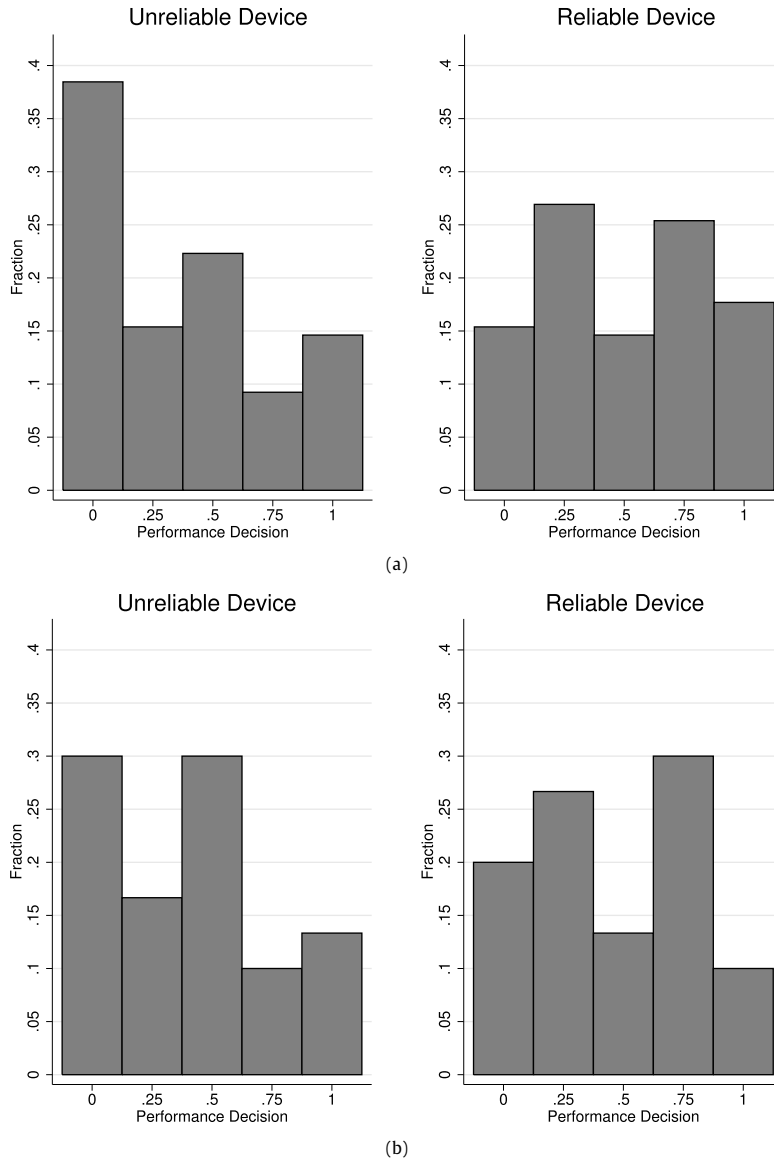 Unreliable Device
Reliable Device
Fraction
.4
.35
.3
.25
.2
.15
.1
.05
0
0 .25 .5 .75 1
Performance Decision
Fraction
.4
.35
.3
.25
.2
.15
.1
.05
0
0 .25 .5 .75 1
Performance Decision
(a)
Unreliable Device
Reliable Device
Fraction
.4
.35
.3
.25
.2
.15
.1
.05
0
0 .25 .5 .75 1
Performance Decision
Fraction
.4
.35
.3
.25
.2
.15
.1
.05
0
0 .25 .5 .75 1
Performance Decision
(b)